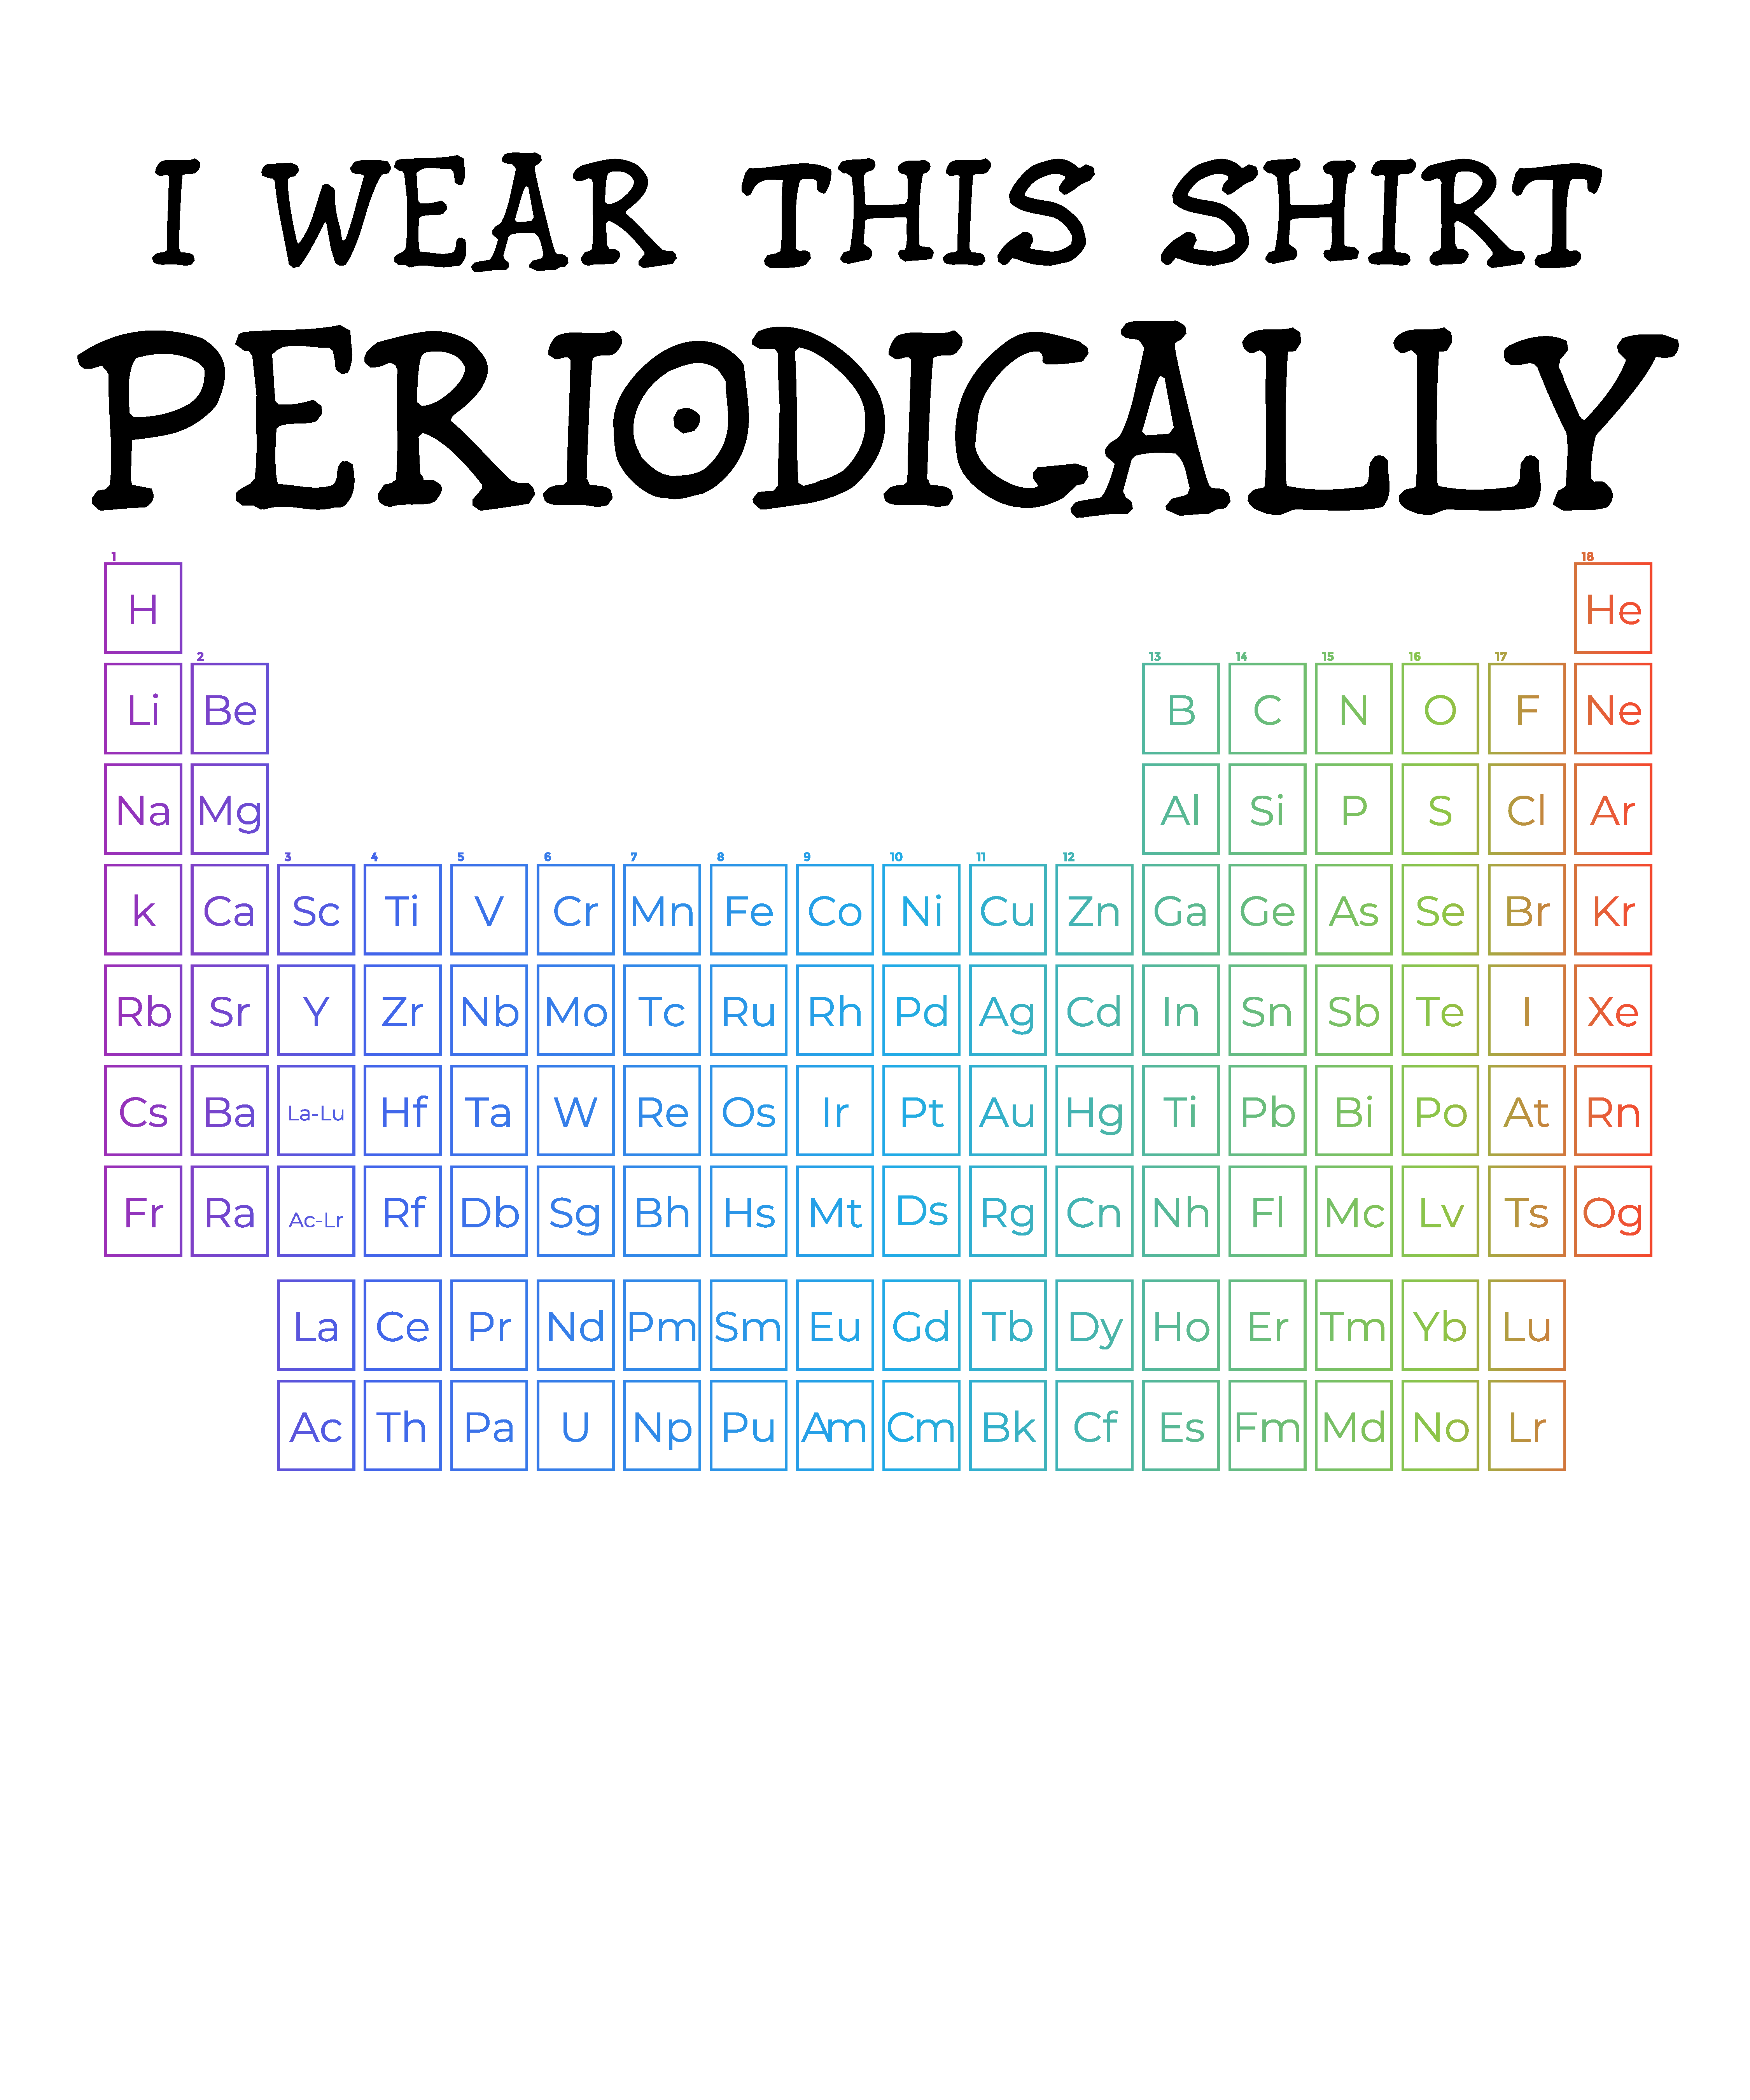 I WEAR THIS SHIRT
PERIODICALLY
1 18
H He
2 13 14 15 16 17
Li Be B C N O F Ne
Na Mg Al Si P S Cl Ar
3 4 5 6 7 8 9 10 11 12
k Ca Sc Ti V Cr Mn Fe Co Ni Cu Zn Ga Ge As Se Br Kr
Rb Sr Y Zr Nb Mo Tc Ru Rh Pd Ag Cd In Sn Sb Te I Xe
Cs Ba La-Lu Hf Ta W Re Os Ir Pt Au Hg Ti Pb Bi Po At Rn
Fr Ra Ac-Lr Rf Db Sg Bh Hs Mt Ds Rg Cn Nh Fl Mc Lv Ts Og
La Ce Pr Nd Pm Sm Eu Gd Tb Dy Ho Er Tm Yb Lu
Ac Th Pa U Np Pu Am Cm Bk Cf Es Fm Md No Lr